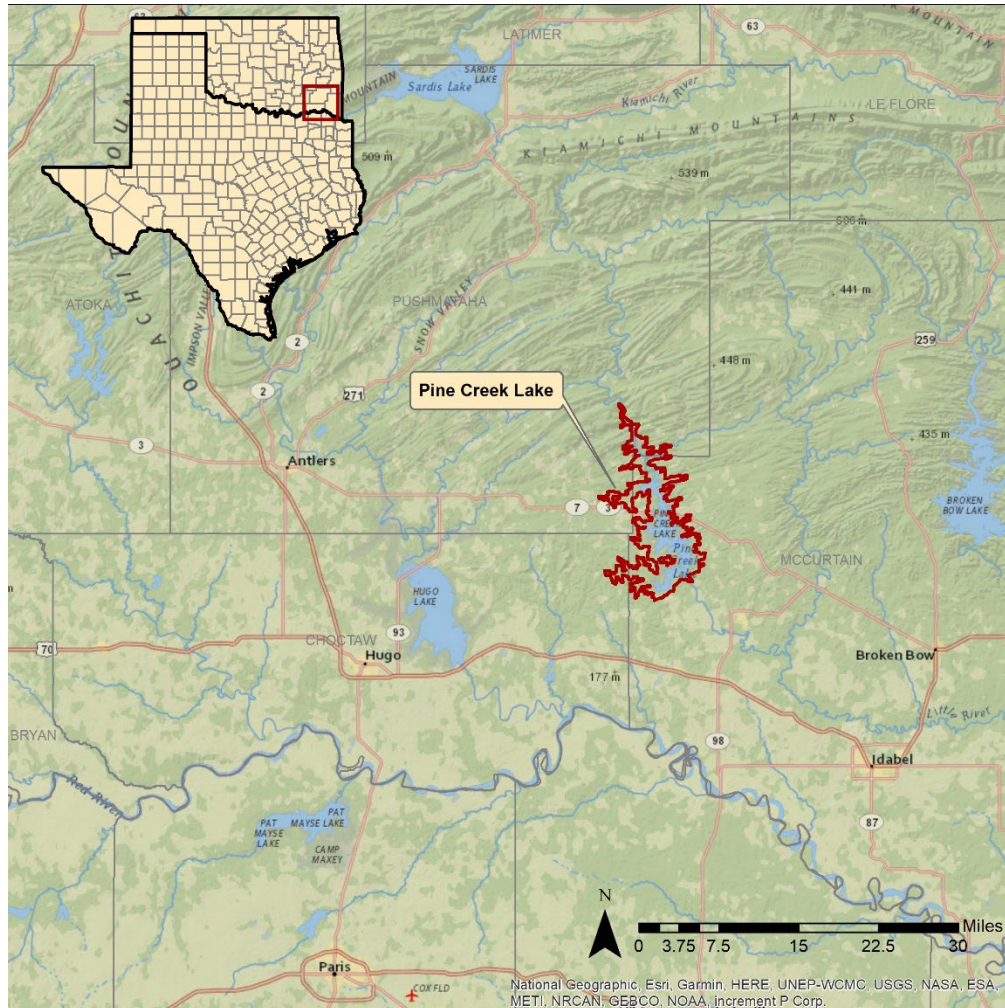 63
MOUNTAIN
LATIMER
SARDIS
LAKE
Sardis Lake
MOUNTAIN
Kiamichi River
LE FLORE
KIAMICHI MOUNTAINS
509 m
539 m
OUACHIT
ATOKA
IMPSON VALLEY
PUSHMATAHA
SNOW VALLEY
441 m
2
259
448 m
2
271
Pine Creek Lake
3
Antlers
435 m
7
3
BROKEN
BOW LAKE
PINE
CREEK
LAKE
Pine
Creek
Lake
MCCURTAIN
HUGO
LAKE
93
CHOCTAW
70
Hugo
Broken Bow
177 m
Little River
BRYAN
98
Idabel
Red River
PAT
MAYSE LAKE
PAT
MAYSE
LAKE
CAMP
MAXEY
87
N
Miles
0 3.75 7.5 15 22.5 30
Paris
COX FLD
National Geographic, Esri, Garmin, HERE, UNEP-WCMC, USGS, NASA, ESA,
METI, NRCAN, GEBCO, NOAA, increment P Corp.